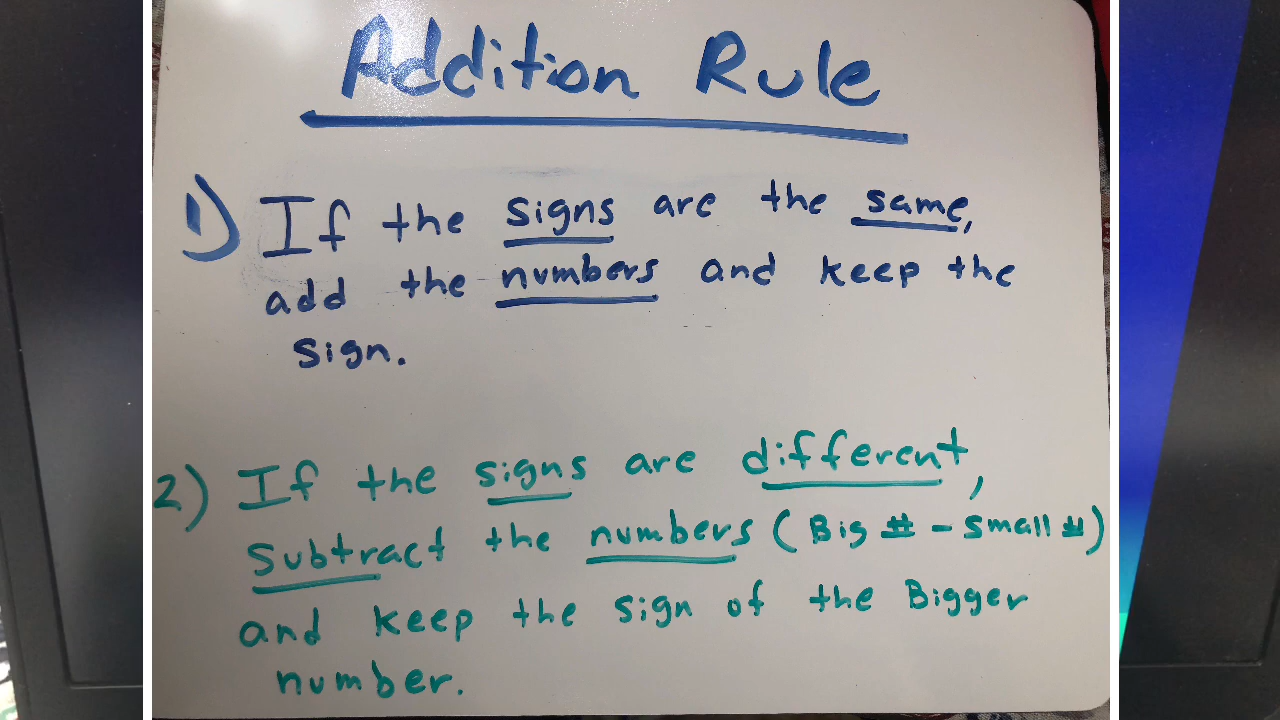 Addition Rule
1) If the signs are the same,
add the numbers and keep the
sign.
2) If the signs are different,
Subtract the numbers (Big # - Small #)
and keep the sign of the Bigger
number.